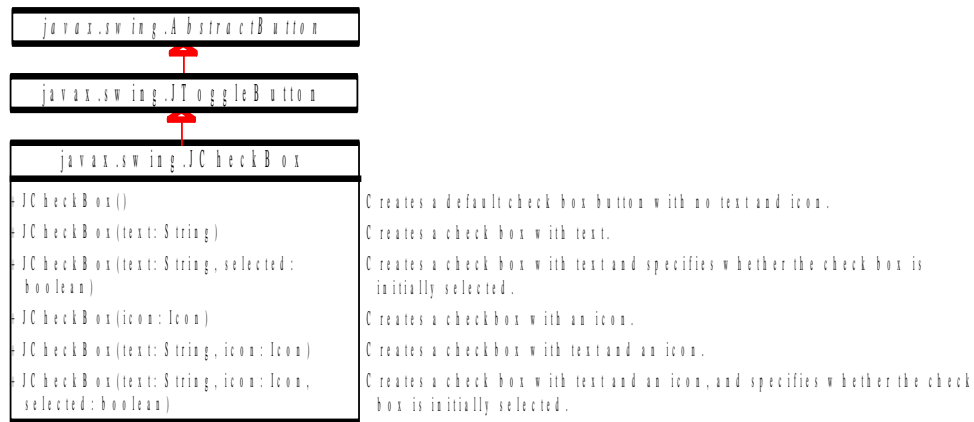 javax.swing.AbstractButton
javax.swing.JToggleButton
javax.swing.JCheckBox
+JCheckBox()
Creates a default check box button with no text and icon.
+JCheckBox(text: String)
Creates a check box with text.
+JCheckBox(text: String, selected:
boolean)
Creates a check box with text and specifies whether the check box is
initially selected.
+JCheckBox(icon: Icon)
Creates a checkbox with an icon.
+JCheckBox(text: String, icon: Icon)
Creates a checkbox with text and an icon.
+JCheckBox(text: String, icon: Icon,
selected: boolean)
Creates a check box with text and an icon, and specifies whether the check
box is initially selected.